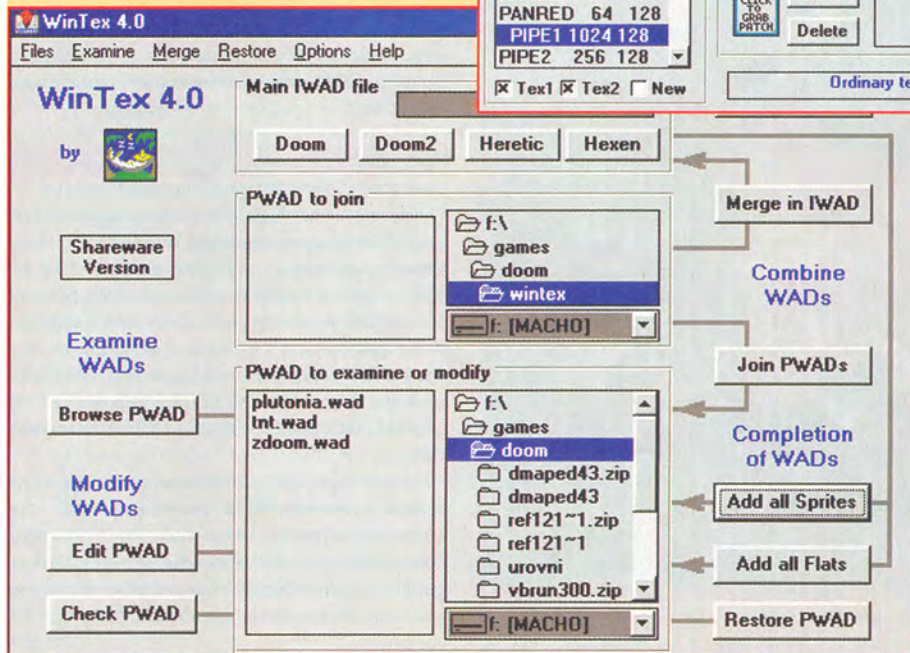 WinTex 4.0
Files Examine Merge Restore Options Help
PANRED 64 128
PIPE1 1024 128
PIPE2 256 128
Tex1 Tex2 New
CLICK
TO
GRAB
PATCH
Delete
Ordinary te
WinTex 4.0
by
Shareware
Version
Main IWAD file
Doom Doom2 Heretic Hexen
PWAD to join
f:\
games
doom
wintex
f: [MACHO]
Merge in IWAD
Combine
WADs
Join PWADs
Examine
WADs
Browse PWAD
Modify
WADs
Edit PWAD
Check PWAD
PWAD to examine or modify
plutonia.wad
tnt.wad
zdoom.wad
f:\
games
doom
dmaped43.zip
dmaped43
ref121~1.zip
ref121~1
urovni
vbrun300.zip
f: [MACHO]
Completion
of WADs
Add all Sprites
Add all Flats
Restore PWAD